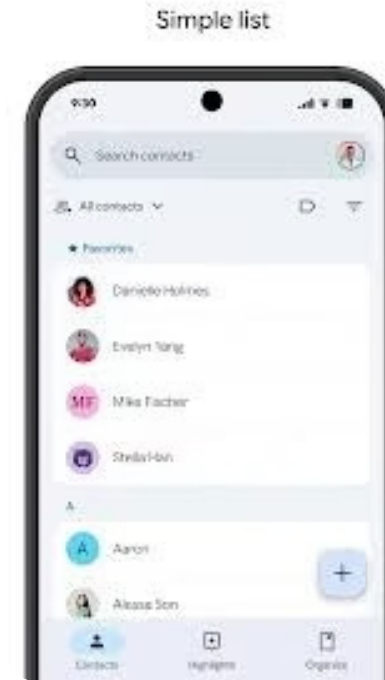 Simple list
9:30
Search contacts
All contacts
Favorites
Danielle Holmes
Evelyn Yang
MF Mike Fischer
Stella Han
A
A Aaron
Alessa Son
+
Contacts Highlights Organize